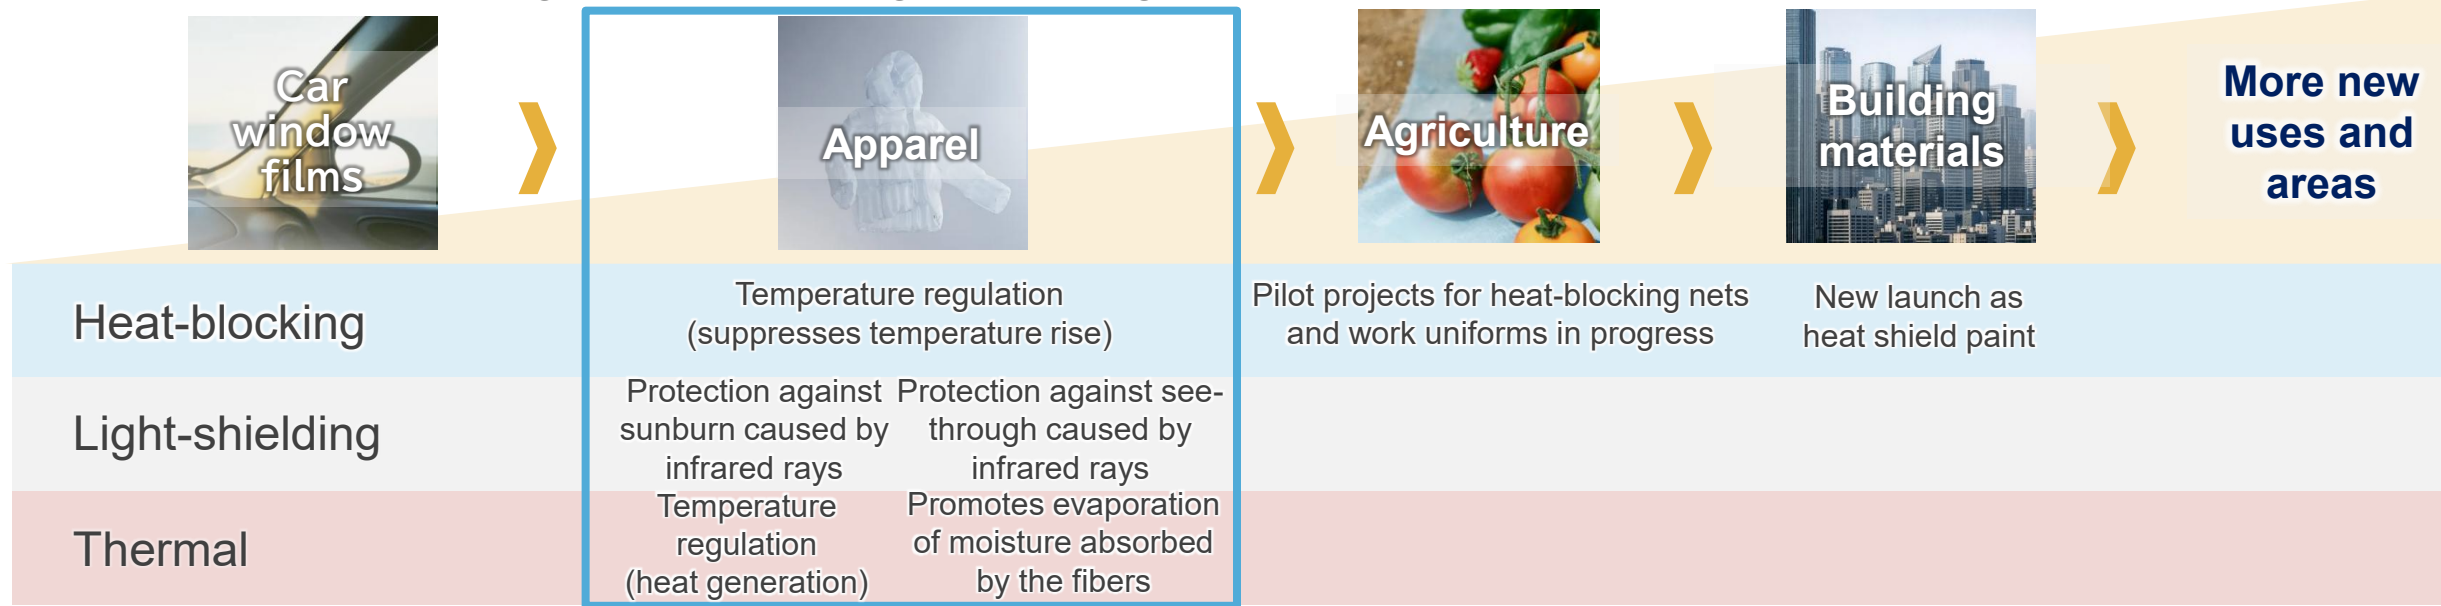 Car
window
films
Apparel
Agriculture
Building
materials
More new
uses and
areas
Heat-blocking
Temperature regulation
(suppresses temperature rise)
Pilot projects for heat-blocking nets
and work uniforms in progress
New launch as
heat shield paint
Light-shielding
Protection against
sunburn caused by
infrared rays
Protection against see-
through caused by
infrared rays
Thermal
Temperature
regulation
(heat generation)
Promotes evaporation
of moisture absorbed
by the fibers